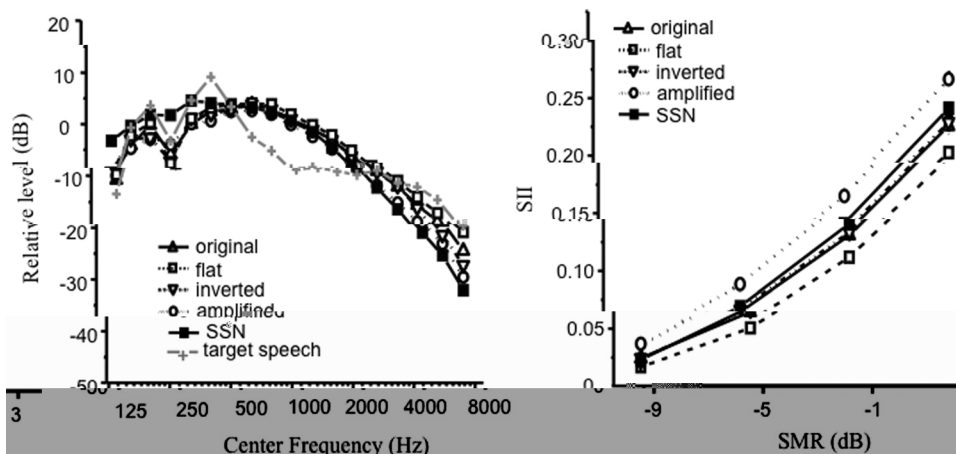 20
10
0
-10
-20
-30
-40
-50
Relative level (dB)
original
flat
inverted
amplified
SSN
target speech
3
125 250 500 1000 2000 4000 8000
Center Frequency (Hz)
0.30
0.25
0.20
0.15
0.10
0.05
0
SII
original
flat
inverted
amplified
SSN
-9 -5 -1
SMR (dB)